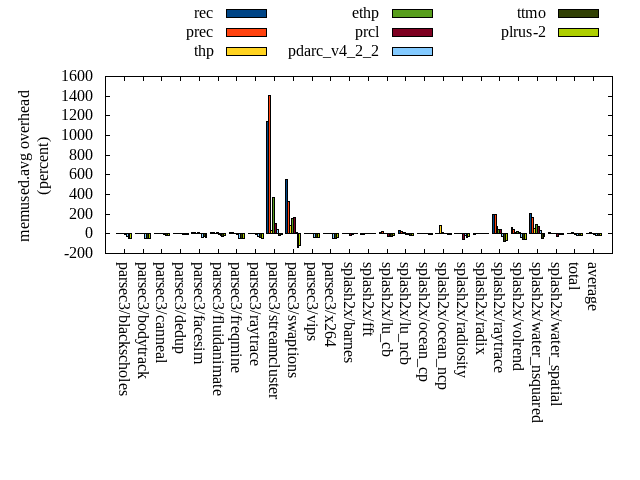 rec
prec
thp
ethp
prcl
pdarc_v4_2_2
ttmo
plrus-2
memused.avg overhead
(percent)
1600
1400
1200
1000
800
600
400
200
0
-200
parsec3/blackscholes
parsec3/bodytrack
parsec3/canneal
parsec3/dedup
parsec3/facesim
parsec3/fluidanimate
parsec3/freqmine
parsec3/raytrace
parsec3/streamcluster
parsec3/swaptions
parsec3/vips
parsec3/x264
splash2x/barnes
splash2x/fft
splash2x/lu_cb
splash2x/lu_ncb
splash2x/ocean_cp
splash2x/ocean_ncp
splash2x/radiosity
splash2x/radix
splash2x/raytrace
splash2x/volrend
splash2x/water_nsquared
splash2x/water_spatial
total
average